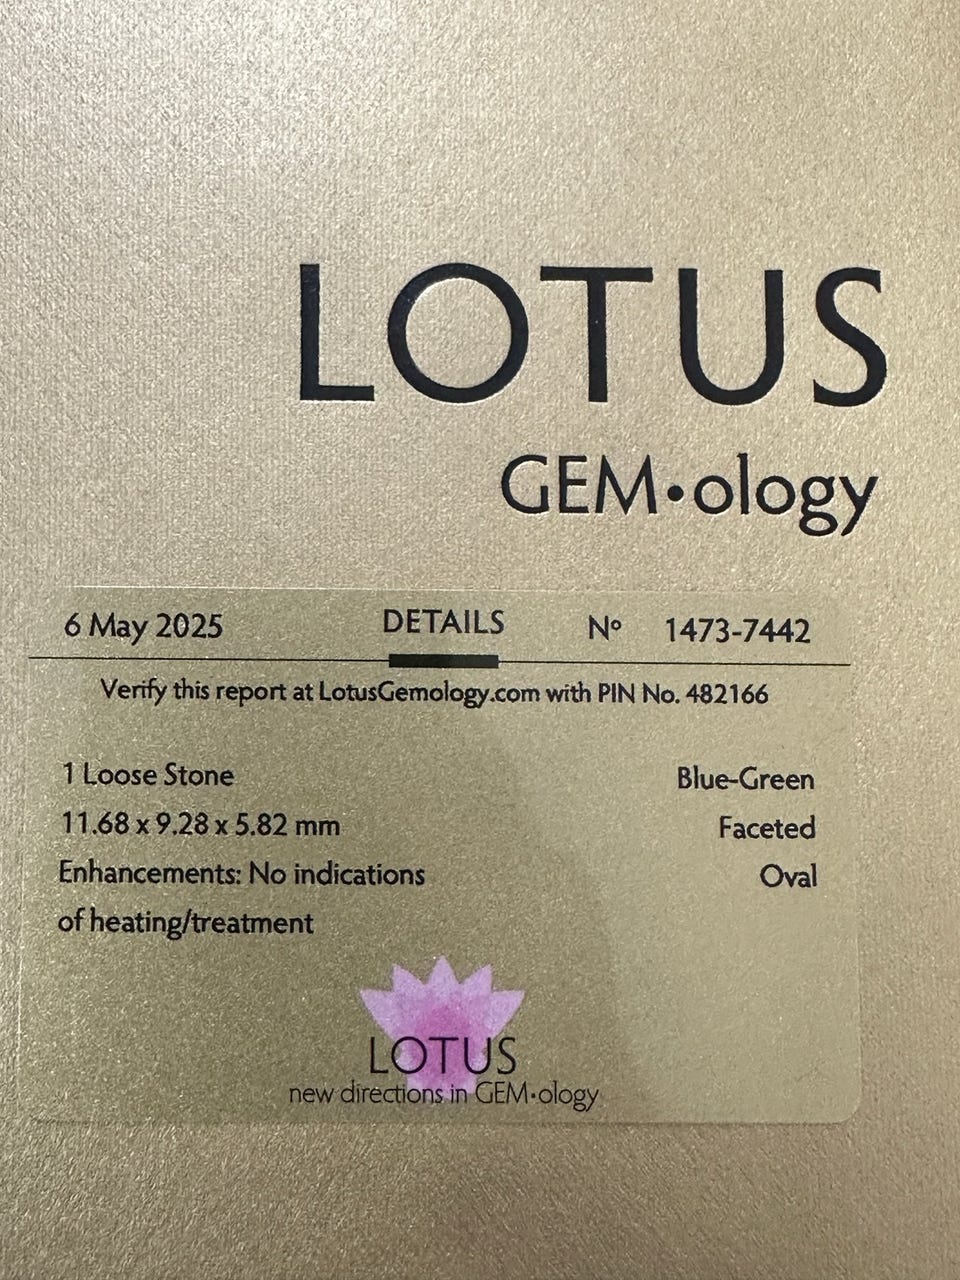 LOTUS
GEM•ology
6 May 2025 DETAILS Nº 1473-7442
Verify this report at LotusGemology.com with PIN No. 482166
1 Loose Stone Blue-Green
11.68 x 9.28 x 5.82 mm Faceted
Enhancements: No indications Oval
of heating/treatment
LOTUS
new directions in GEM•ology